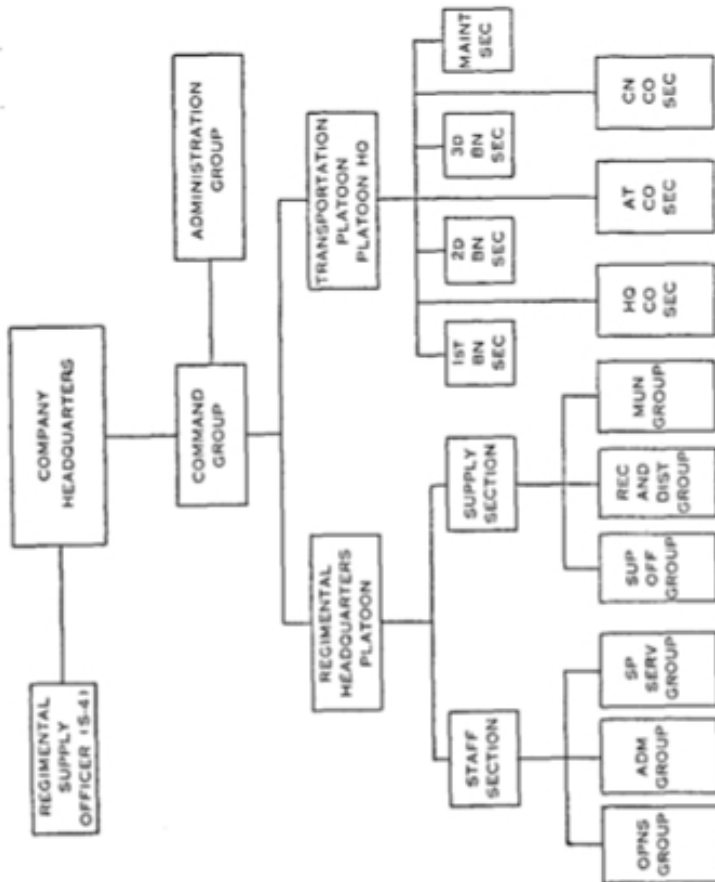 REGIMENTAL
SUPPLY
OFFICER (S-4)
COMPANY
HEADQUARTERS
COMMAND
GROUP
ADMINISTRATION
GROUP
REGIMENTAL
HEADQUARTERS
PLATOON
TRANSPORTATION
PLATOON
PLATOON HQ
STAFF
SECTION
SUPPLY
SECTION
1ST
BN
SEC
2D
BN
SEC
3D
BN
SEC
MAINT
SEC
OPNS
GROUP
ADM
GROUP
SP
SERV
GROUP
SUP
OFF
GROUP
REC
AND
DIST
GROUP
MUN
GROUP
HQ
CO
SEC
AT
CO
SEC
CN
CO
SEC